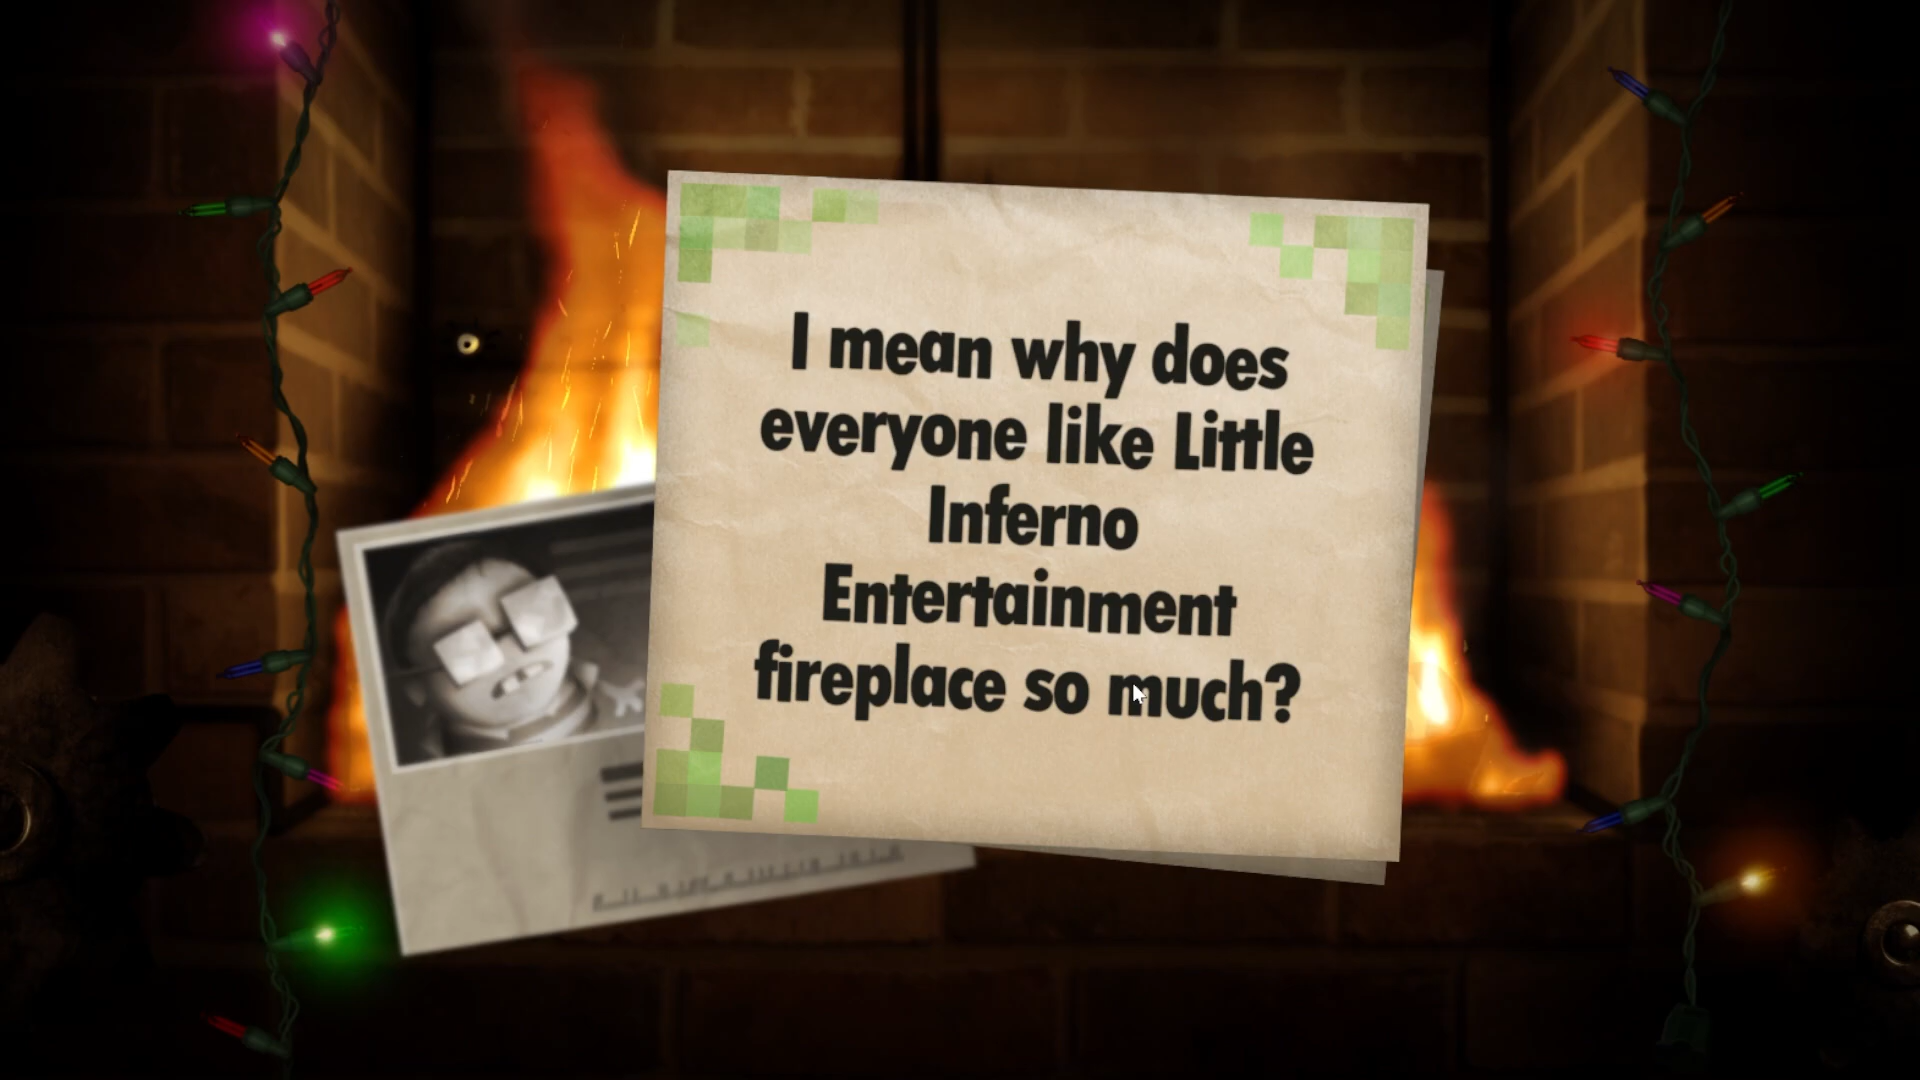 I mean why does
everyone like Little
Inferno
Entertainment
fireplace so much?